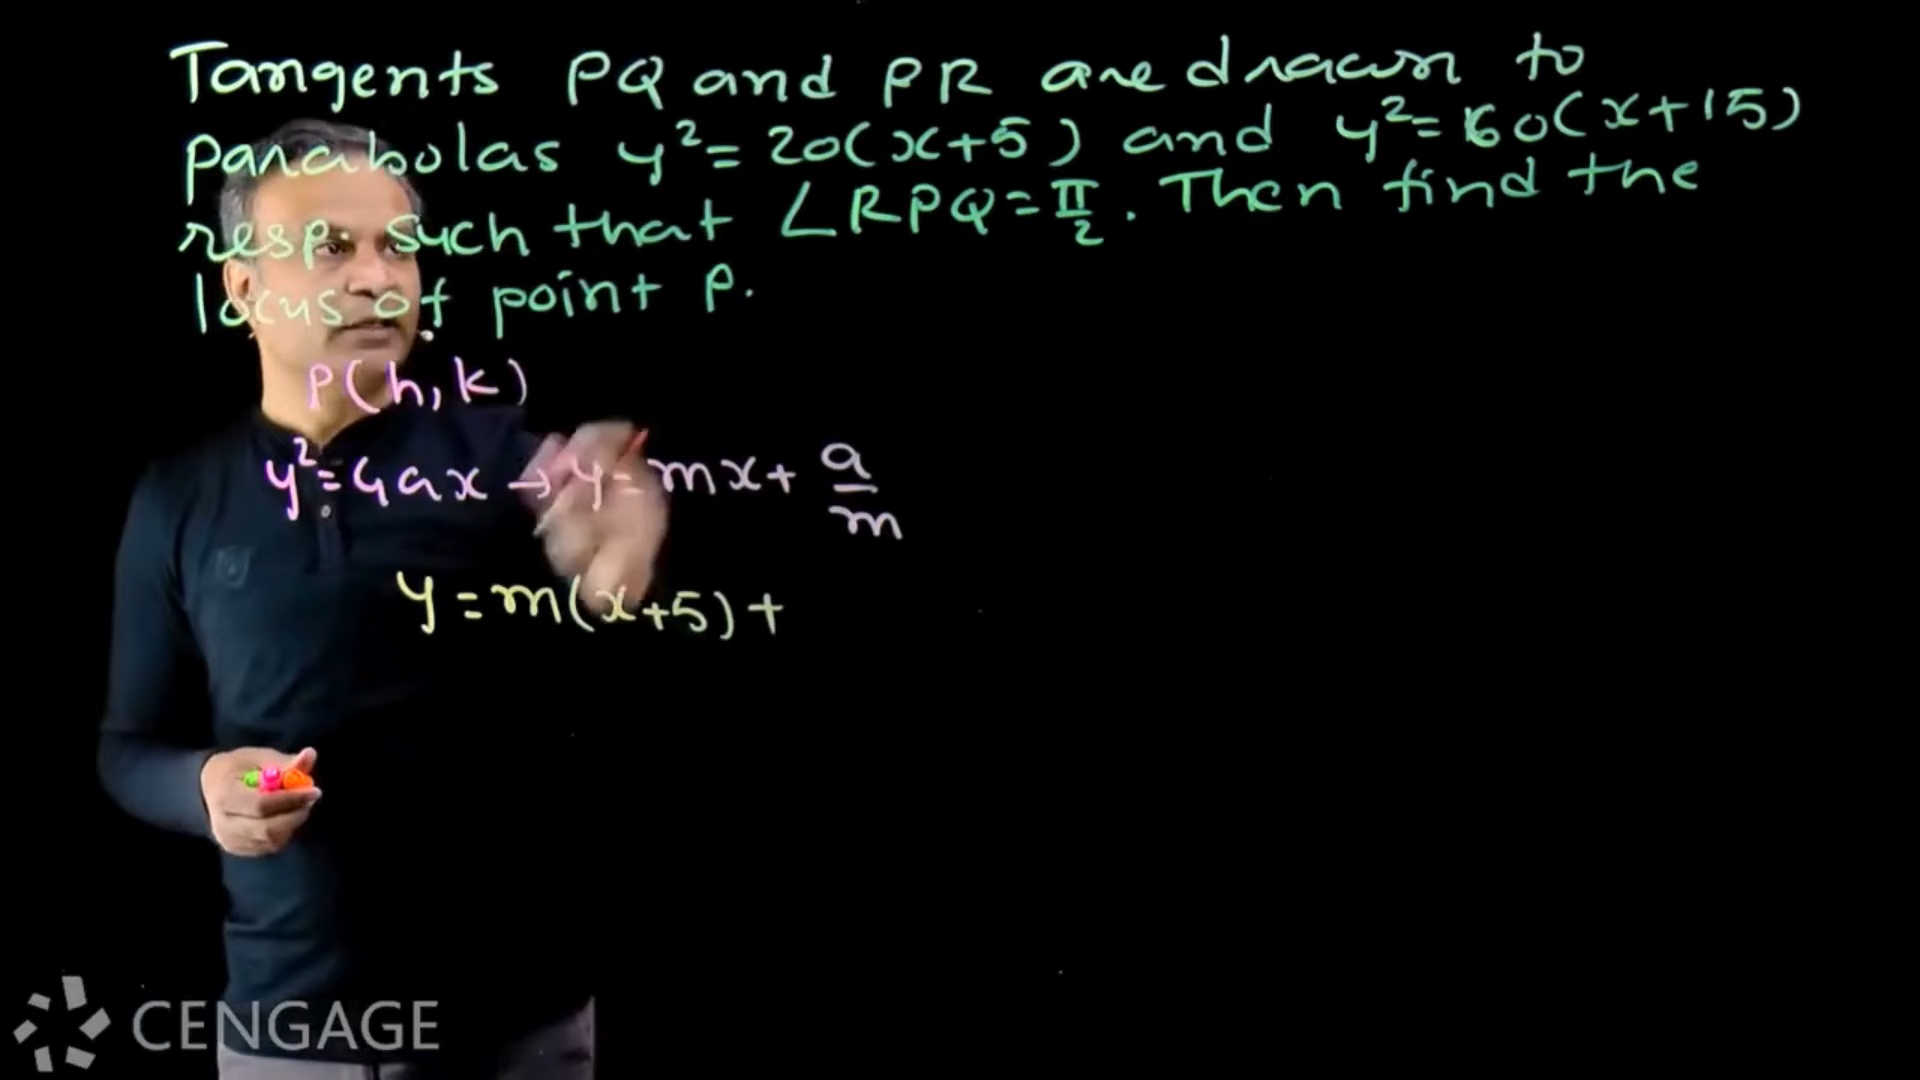 Tangents PQ and PR are drawn to
parabolas y² = 20(x+5) and y² = 60(x+15)
resp. such that ∠RPQ = π/2. Then find the
locus of point P.
P(h, k)
y² = 4ax → y = mx + a/m
y = m(x+5) +
CENGAGE